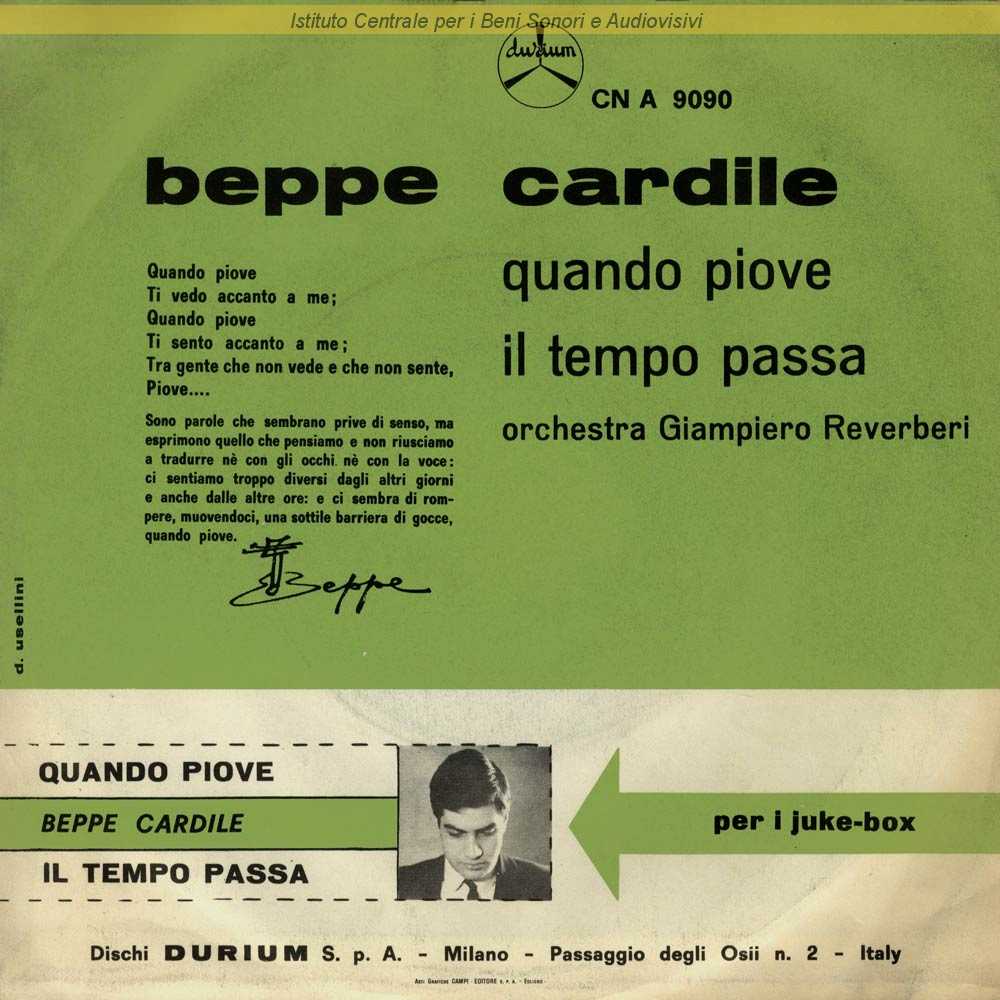 Istituto Centrale per i Beni Sonori e Audiovisivi
durium
CN A 9090
beppe cardile
quando piove
il tempo passa
orchestra Giampiero Reverberi
Quando piove
Ti vedo accanto a me;
Quando piove
Ti sento accanto a me;
Tra gente che non vede e che non sente,
Piove....
Sono parole che sembrano prive di senso, ma
esprimono quello che pensiamo e non riusciamo
a tradurre nè con gli occhi nè con la voce:
ci sentiamo troppo diversi dagli altri giorni
e anche dalle altre ore: e ci sembra di rom-
pere, muovendoci, una sottile barriera di gocce,
quando piove.
Beppe
d. usellini
QUANDO PIOVE
BEPPE CARDILE
IL TEMPO PASSA
per i juke-box
Dischi DURIUM S. p. A. - Milano - Passaggio degli Osii n. 2 - Italy
Arti Grafiche CAMPI - EDITORE S. P. A. - Foligno